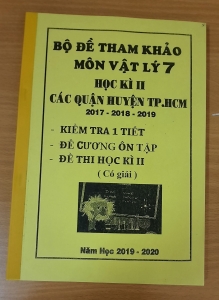 BỘ ĐỀ THAM KHẢO
MÔN VẬT LÝ 7
HỌC KÌ II
CÁC QUẬN HUYỆN TP.HCM
2017 - 2018 - 2019
- KIỂM TRA 1 TIẾT
- ĐỀ CƯƠNG ÔN TẬP
- ĐỀ THI HỌC KÌ II
( Có giải )
Năm Học 2019 - 2020